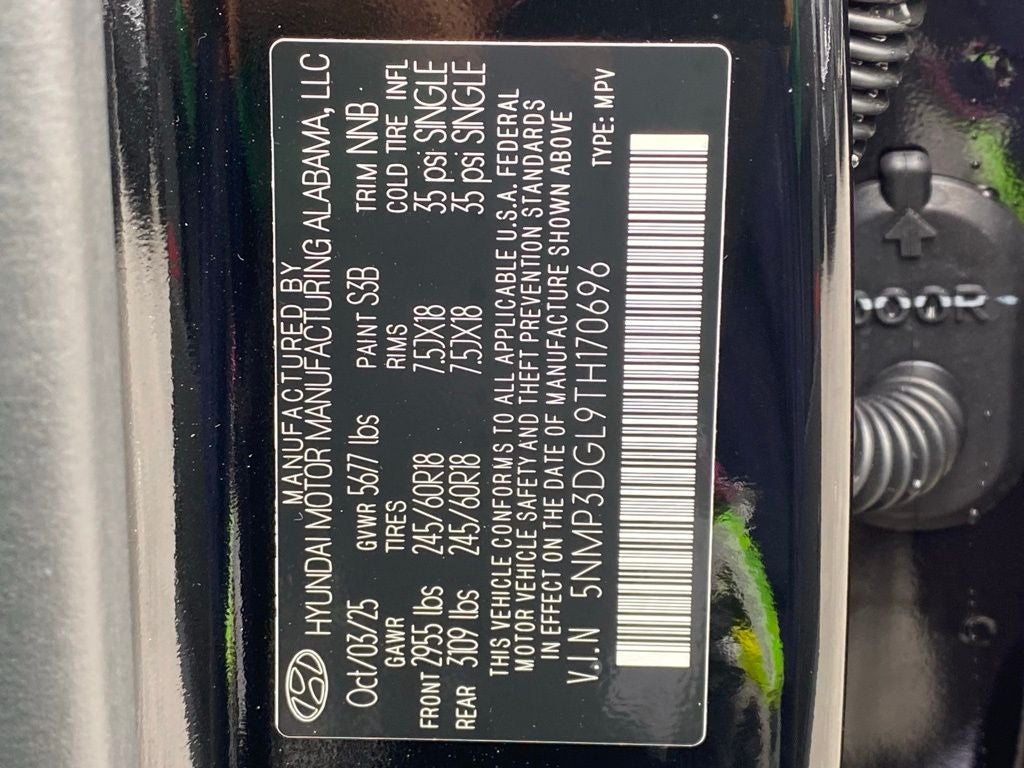 MANUFACTURED BY
HYUNDAI MOTOR MANUFACTURING ALABAMA, LLC
Oct/03/25 GVWR 5677 lbs PAINT S3B TRIM NNB
GAWR TIRES RIMS COLD TIRE INFL
FRONT 2955 lbs 245/60R18 7.5JX18 35 psi SINGLE
REAR 3109 lbs 245/60R18 7.5JX18 35 psi SINGLE
THIS VEHICLE CONFORMS TO ALL APPLICABLE U.S.A. FEDERAL
MOTOR VEHICLE SAFETY AND THEFT PREVENTION STANDARDS
IN EFFECT ON THE DATE OF MANUFACTURE SHOWN ABOVE
V.I.N 5NMP3DGL9TH170696 TYPE: MPV
DOOR